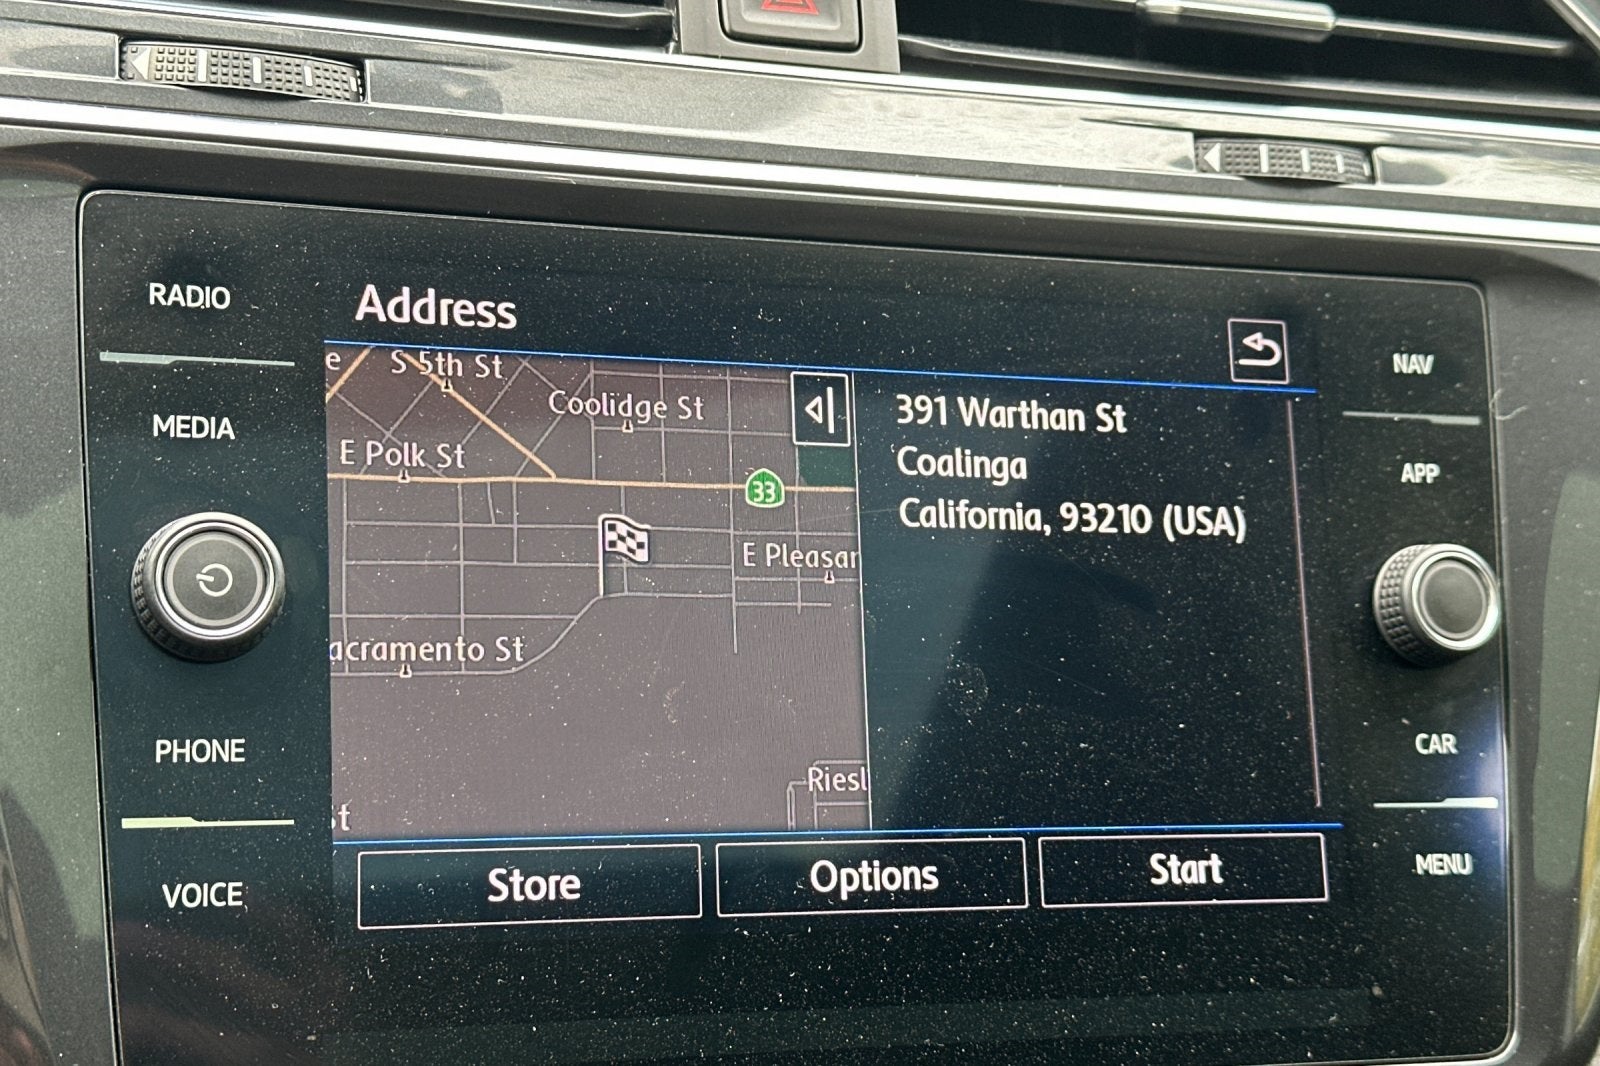 RADIO
MEDIA
PHONE
VOICE
Address
S 5th St
Coolidge St
E Polk St
33
E Pleasan
acramento St
Riesl
391 Warthan St
Coalinga
California, 93210 (USA)
Store
Options
Start
NAV
APP
CAR
MENU